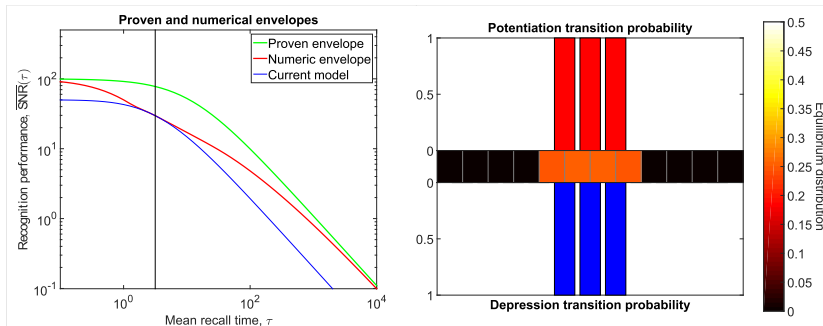 Proven and numerical envelopes
Recognition performance, SNR(τ)
10^2
10^1
10^0
10^-1
10^0
10^2
10^4
Mean recall time, τ
Proven envelope
Numeric envelope
Current model
Potentiation transition probability
1
0.5
0
0
0.5
1
Depression transition probability
0.5
0.45
0.4
0.35
0.3
0.25
0.2
0.15
0.1
0.05
0
Equilibrium distribution